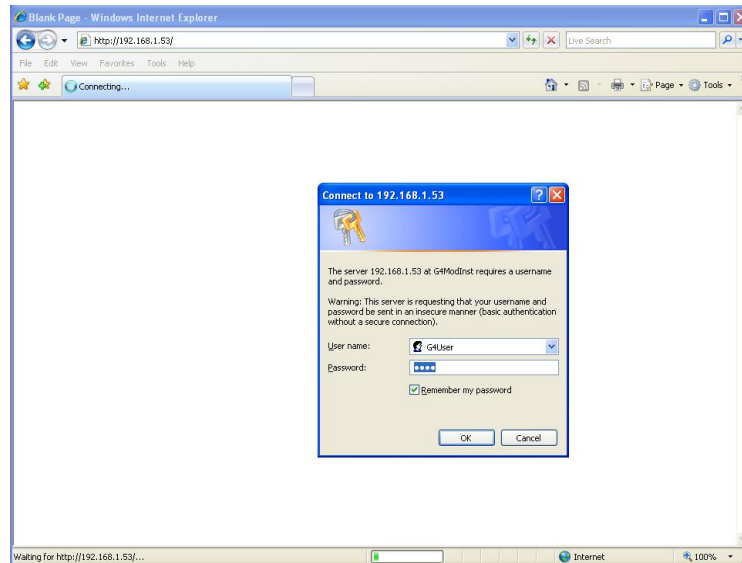 Blank Page - Windows Internet Explorer
http://192.168.1.53/
Live Search
File Edit View Favorites Tools Help
Connecting...
Page
Tools
Connect to 192.168.1.53
The server 192.168.1.53 at G4ModInst requires a username
and password.
Warning: This server is requesting that your username and
password be sent in an insecure manner (basic authentication
without a secure connection).
User name:
G4User
Password:
Remember my password
OK
Cancel
Waiting for http://192.168.1.53/...
Internet
100%